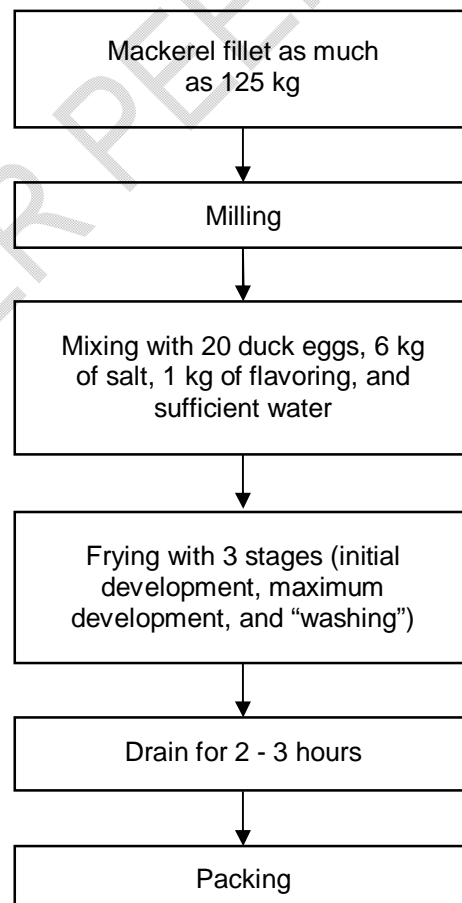 Mackerel fillet as much
as 125 kg
Milling
Mixing with 20 duck eggs, 6 kg
of salt, 1 kg of flavoring, and
sufficient water
Frying with 3 stages (initial
development, maximum
development, and “washing”)
Drain for 2 - 3 hours
Packing